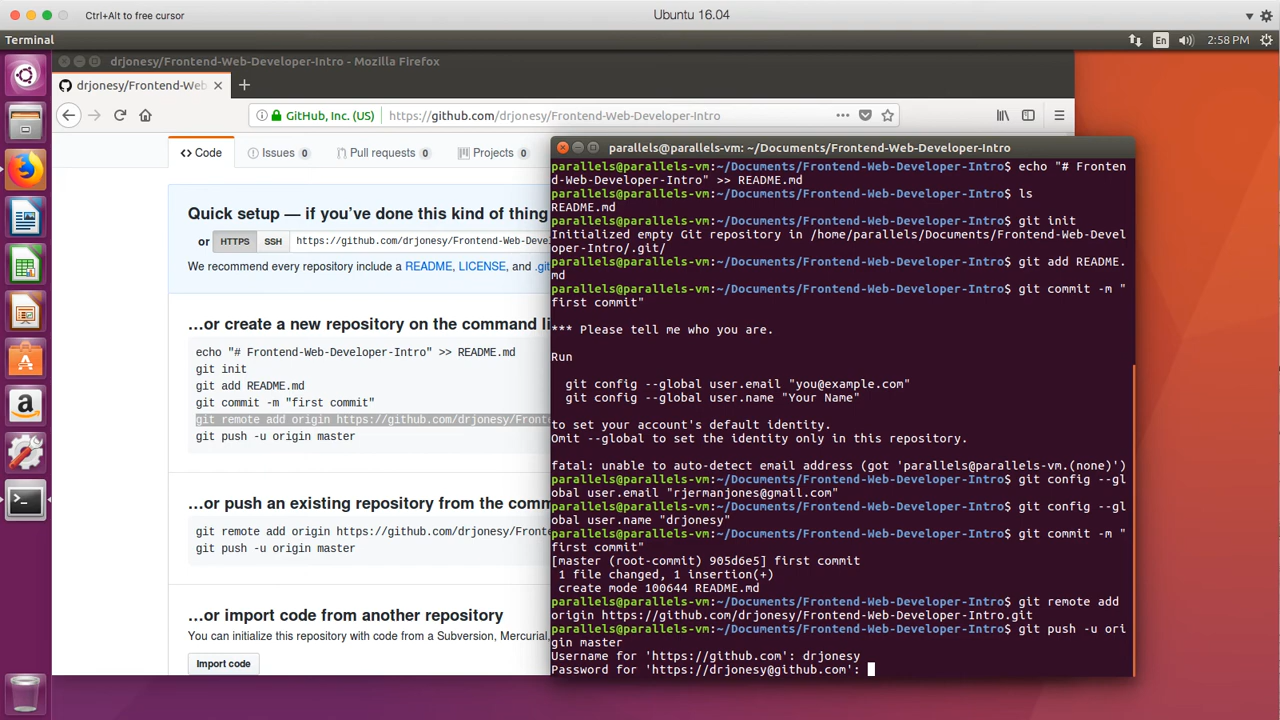 Ctrl+Alt to free cursor
Ubuntu 16.04
Terminal
En
2:58 PM
drjonesy/Frontend-Web-Developer-Intro - Mozilla Firefox
drjonesy/Frontend-Web
GitHub, Inc. (US)
https://github.com/drjonesy/Frontend-Web-Developer-Intro
Code
Issues 0
Pull requests 0
Projects 0
Quick setup — if you've done this kind of thing
or HTTPS SSH https://github.com/drjonesy/Frontend-Web-Deve
We recommend every repository include a README, LICENSE, and .gi
…or create a new repository on the command li
echo "# Frontend-Web-Developer-Intro" >> README.md
git init
git add README.md
git commit -m "first commit"
git remote add origin https://github.com/drjonesy/Fronte
git push -u origin master
…or push an existing repository from the comm
git remote add origin https://github.com/drjonesy/Fronte
git push -u origin master
…or import code from another repository
You can initialize this repository with code from a Subversion, Mercurial,
Import code
parallels@parallels-vm: ~/Documents/Frontend-Web-Developer-Intro
parallels@parallels-vm:~/Documents/Frontend-Web-Developer-Intro$ echo "# Fronten
d-Web-Developer-Intro" >> README.md
parallels@parallels-vm:~/Documents/Frontend-Web-Developer-Intro$ ls
README.md
parallels@parallels-vm:~/Documents/Frontend-Web-Developer-Intro$ git init
Initialized empty Git repository in /home/parallels/Documents/Frontend-Web-Devel
oper-Intro/.git/
parallels@parallels-vm:~/Documents/Frontend-Web-Developer-Intro$ git add README.
md
parallels@parallels-vm:~/Documents/Frontend-Web-Developer-Intro$ git commit -m "
first commit"
*** Please tell me who you are.
Run
git config --global user.email "you@example.com"
git config --global user.name "Your Name"
to set your account's default identity.
Omit --global to set the identity only in this repository.
fatal: unable to auto-detect email address (got 'parallels@parallels-vm.(none)')
parallels@parallels-vm:~/Documents/Frontend-Web-Developer-Intro$ git config --gl
obal user.email "rjermanjones@gmail.com"
parallels@parallels-vm:~/Documents/Frontend-Web-Developer-Intro$ git config --gl
obal user.name "drjonesy"
parallels@parallels-vm:~/Documents/Frontend-Web-Developer-Intro$ git commit -m "
first commit"
[master (root-commit) 905d6e5] first commit
1 file changed, 1 insertion(+)
create mode 100644 README.md
parallels@parallels-vm:~/Documents/Frontend-Web-Developer-Intro$ git remote add
origin https://github.com/drjonesy/Frontend-Web-Developer-Intro.git
parallels@parallels-vm:~/Documents/Frontend-Web-Developer-Intro$ git push -u ori
gin master
Username for 'https://github.com': drjonesy
Password for 'https://drjonesy@github.com':